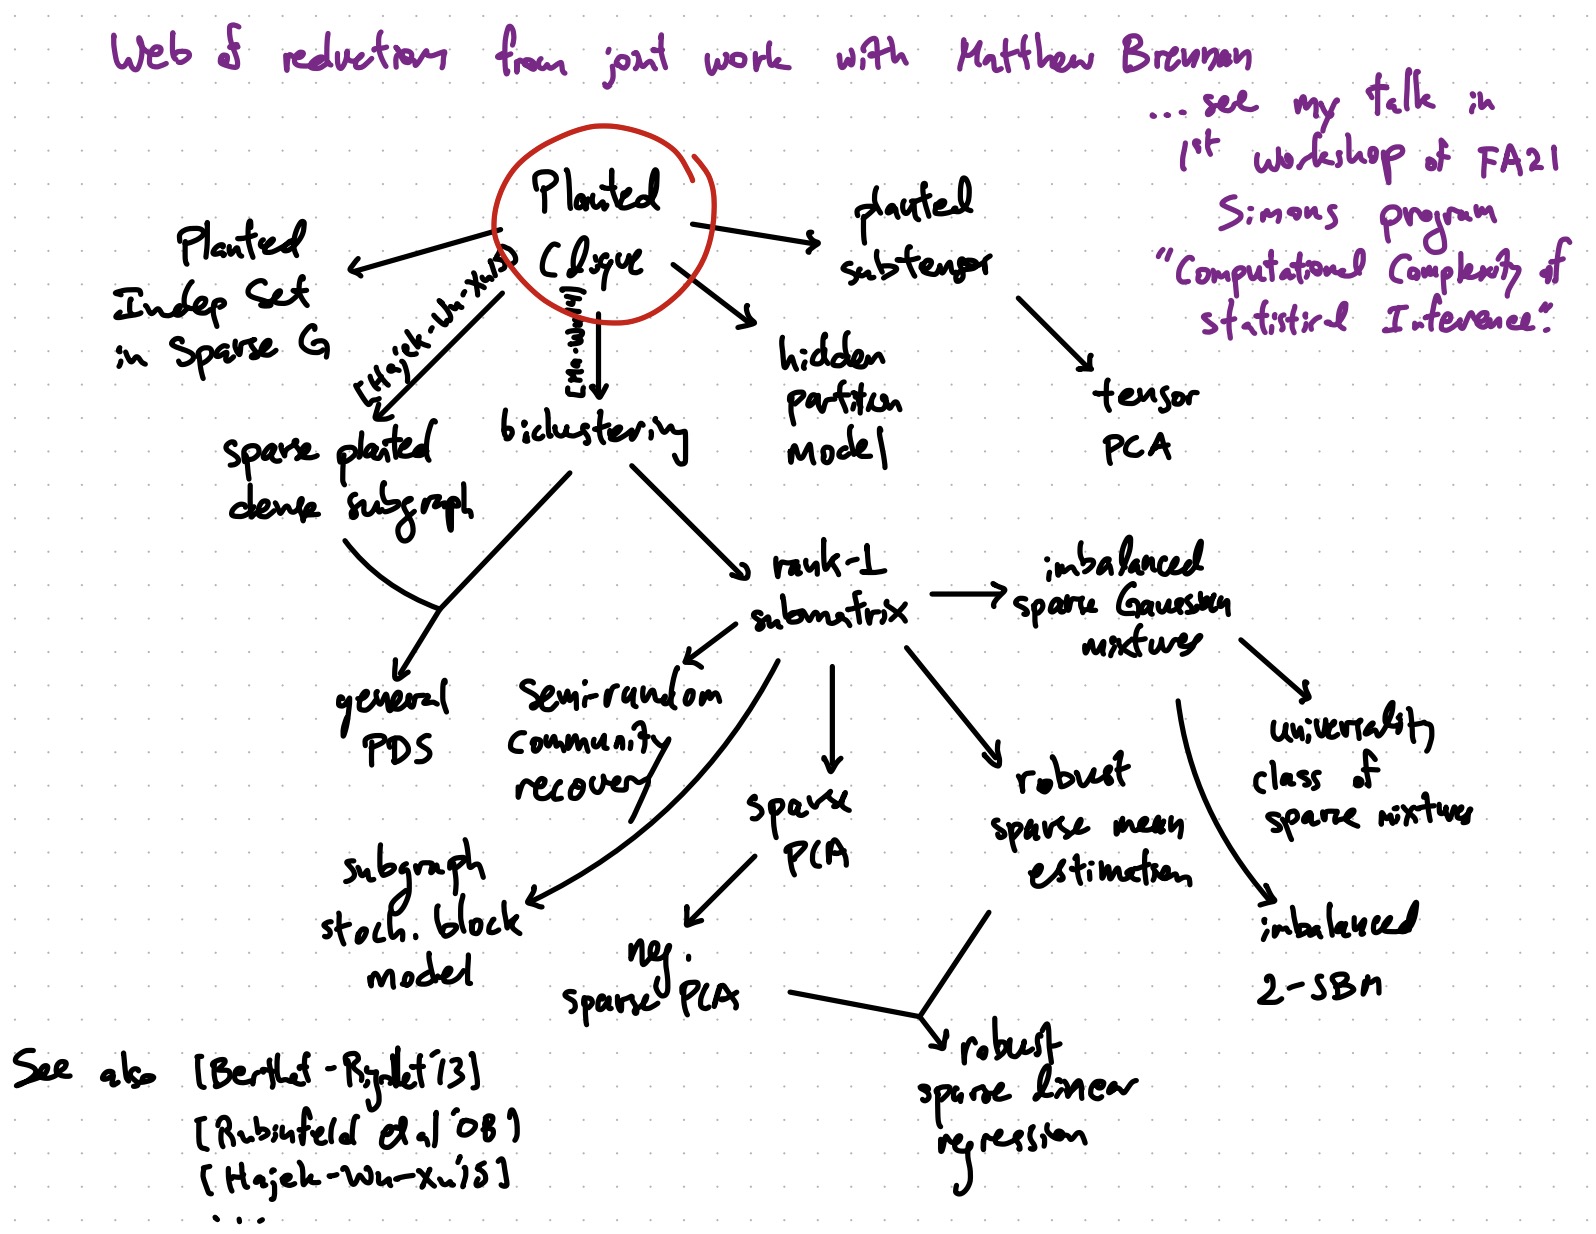 Web of reductions from joint work with Matthew Brennan
...see my talk in
1st workshop of FA21
Simons program
"Computational Complexity of
statistical Inference".
Planted
Clique
Planted
Indep Set
in Sparse G
[Hajek-Wu-Xu'15]
[Ma-Wu'14]
planted
subtensor
hidden
partition
model
tensor
PCA
sparse planted
dense subgraph
biclustering
rank-1
submatrix
imbalanced
sparse Gaussian
mixtures
general
PDS
semi-random
community
recovery
sparse
PCA
robust
sparse mean
estimation
universality
class of
sparse mixtures
subgraph
stoch. block
model
neg.
sparse PCA
imbalanced
2-SBM
robust
sparse linear
regression
See also [Berthet-Rigollet'13]
[Rubinfeld et al '08]
[Hajek-Wu-Xu'15]
...